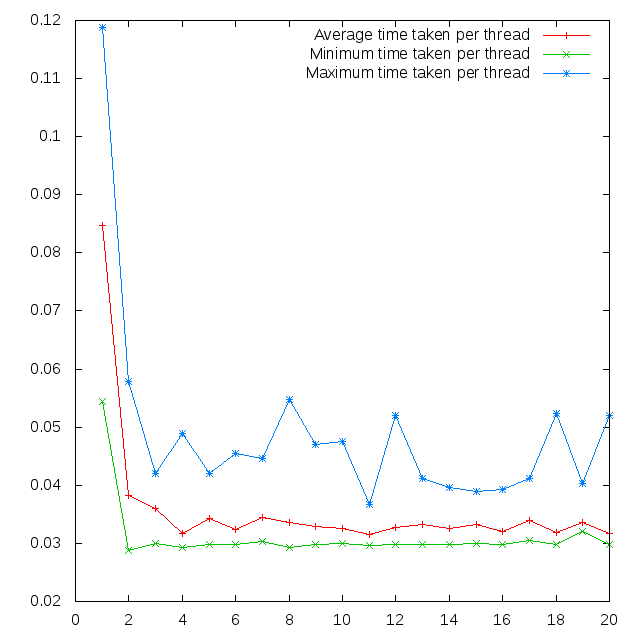 0.12
Average time taken per thread
Minimum time taken per thread
Maximum time taken per thread
0.11
0.1
0.09
0.08
0.07
0.06
0.05
0.04
0.03
0.02
0 2 4 6 8 10 12 14 16 18 20